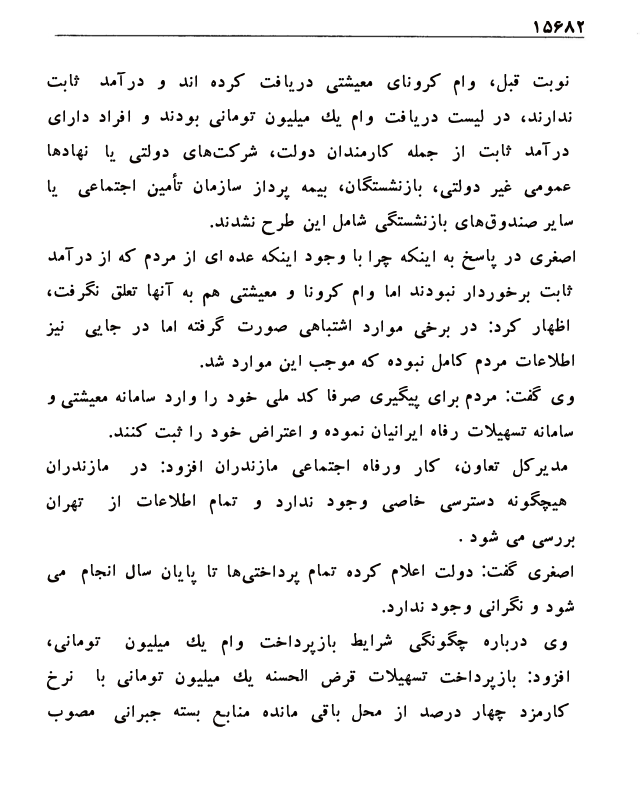 ۱۵۶۸۲
نوبت قبل، وام کرونای معیشتی دریافت کرده اند و درآمد ثابت
ندارند، در لیست دریافت وام یك میلیون تومانی بودند و افراد دارای
درآمد ثابت از جمله کارمندان دولت، شرکت‌های دولتی یا نهادها
عمومی غیر دولتی، بازنشستگان، بیمه پرداز سازمان تأمین اجتماعی یا
سایر صندوق‌های بازنشستگی شامل این طرح نشدند.
اصغری در پاسخ به اینکه چرا با وجود اینکه عده ای از مردم که از درآمد
ثابت برخوردار نبودند اما وام کرونا و معیشتی هم به آنها تعلق نگرفت،
اظهار کرد: در برخی موارد اشتباهی صورت گرفته اما در جایی نیز
اطلاعات مردم کامل نبوده که موجب این موارد شد.
وی گفت: مردم برای پیگیری صرفا کد ملی خود را وارد سامانه معیشتی و
سامانه تسهیلات رفاه ایرانیان نموده و اعتراض خود را ثبت کنند.
مدیرکل تعاون، کار ورفاه اجتماعی مازندران افزود: در مازندران
هیچگونه دسترسی خاصی وجود ندارد و تمام اطلاعات از تهران
بررسی می شود .
اصغری گفت: دولت اعلام کرده تمام پرداختی‌ها تا پایان سال انجام می
شود و نگرانی وجود ندارد.
وی درباره چگونگی شرایط بازپرداخت وام یك میلیون تومانی،
افزود: بازپرداخت تسهیلات قرض الحسنه یك میلیون تومانی با نرخ
کارمزد چهار درصد از محل باقی مانده منابع بسته جبرانی مصوب